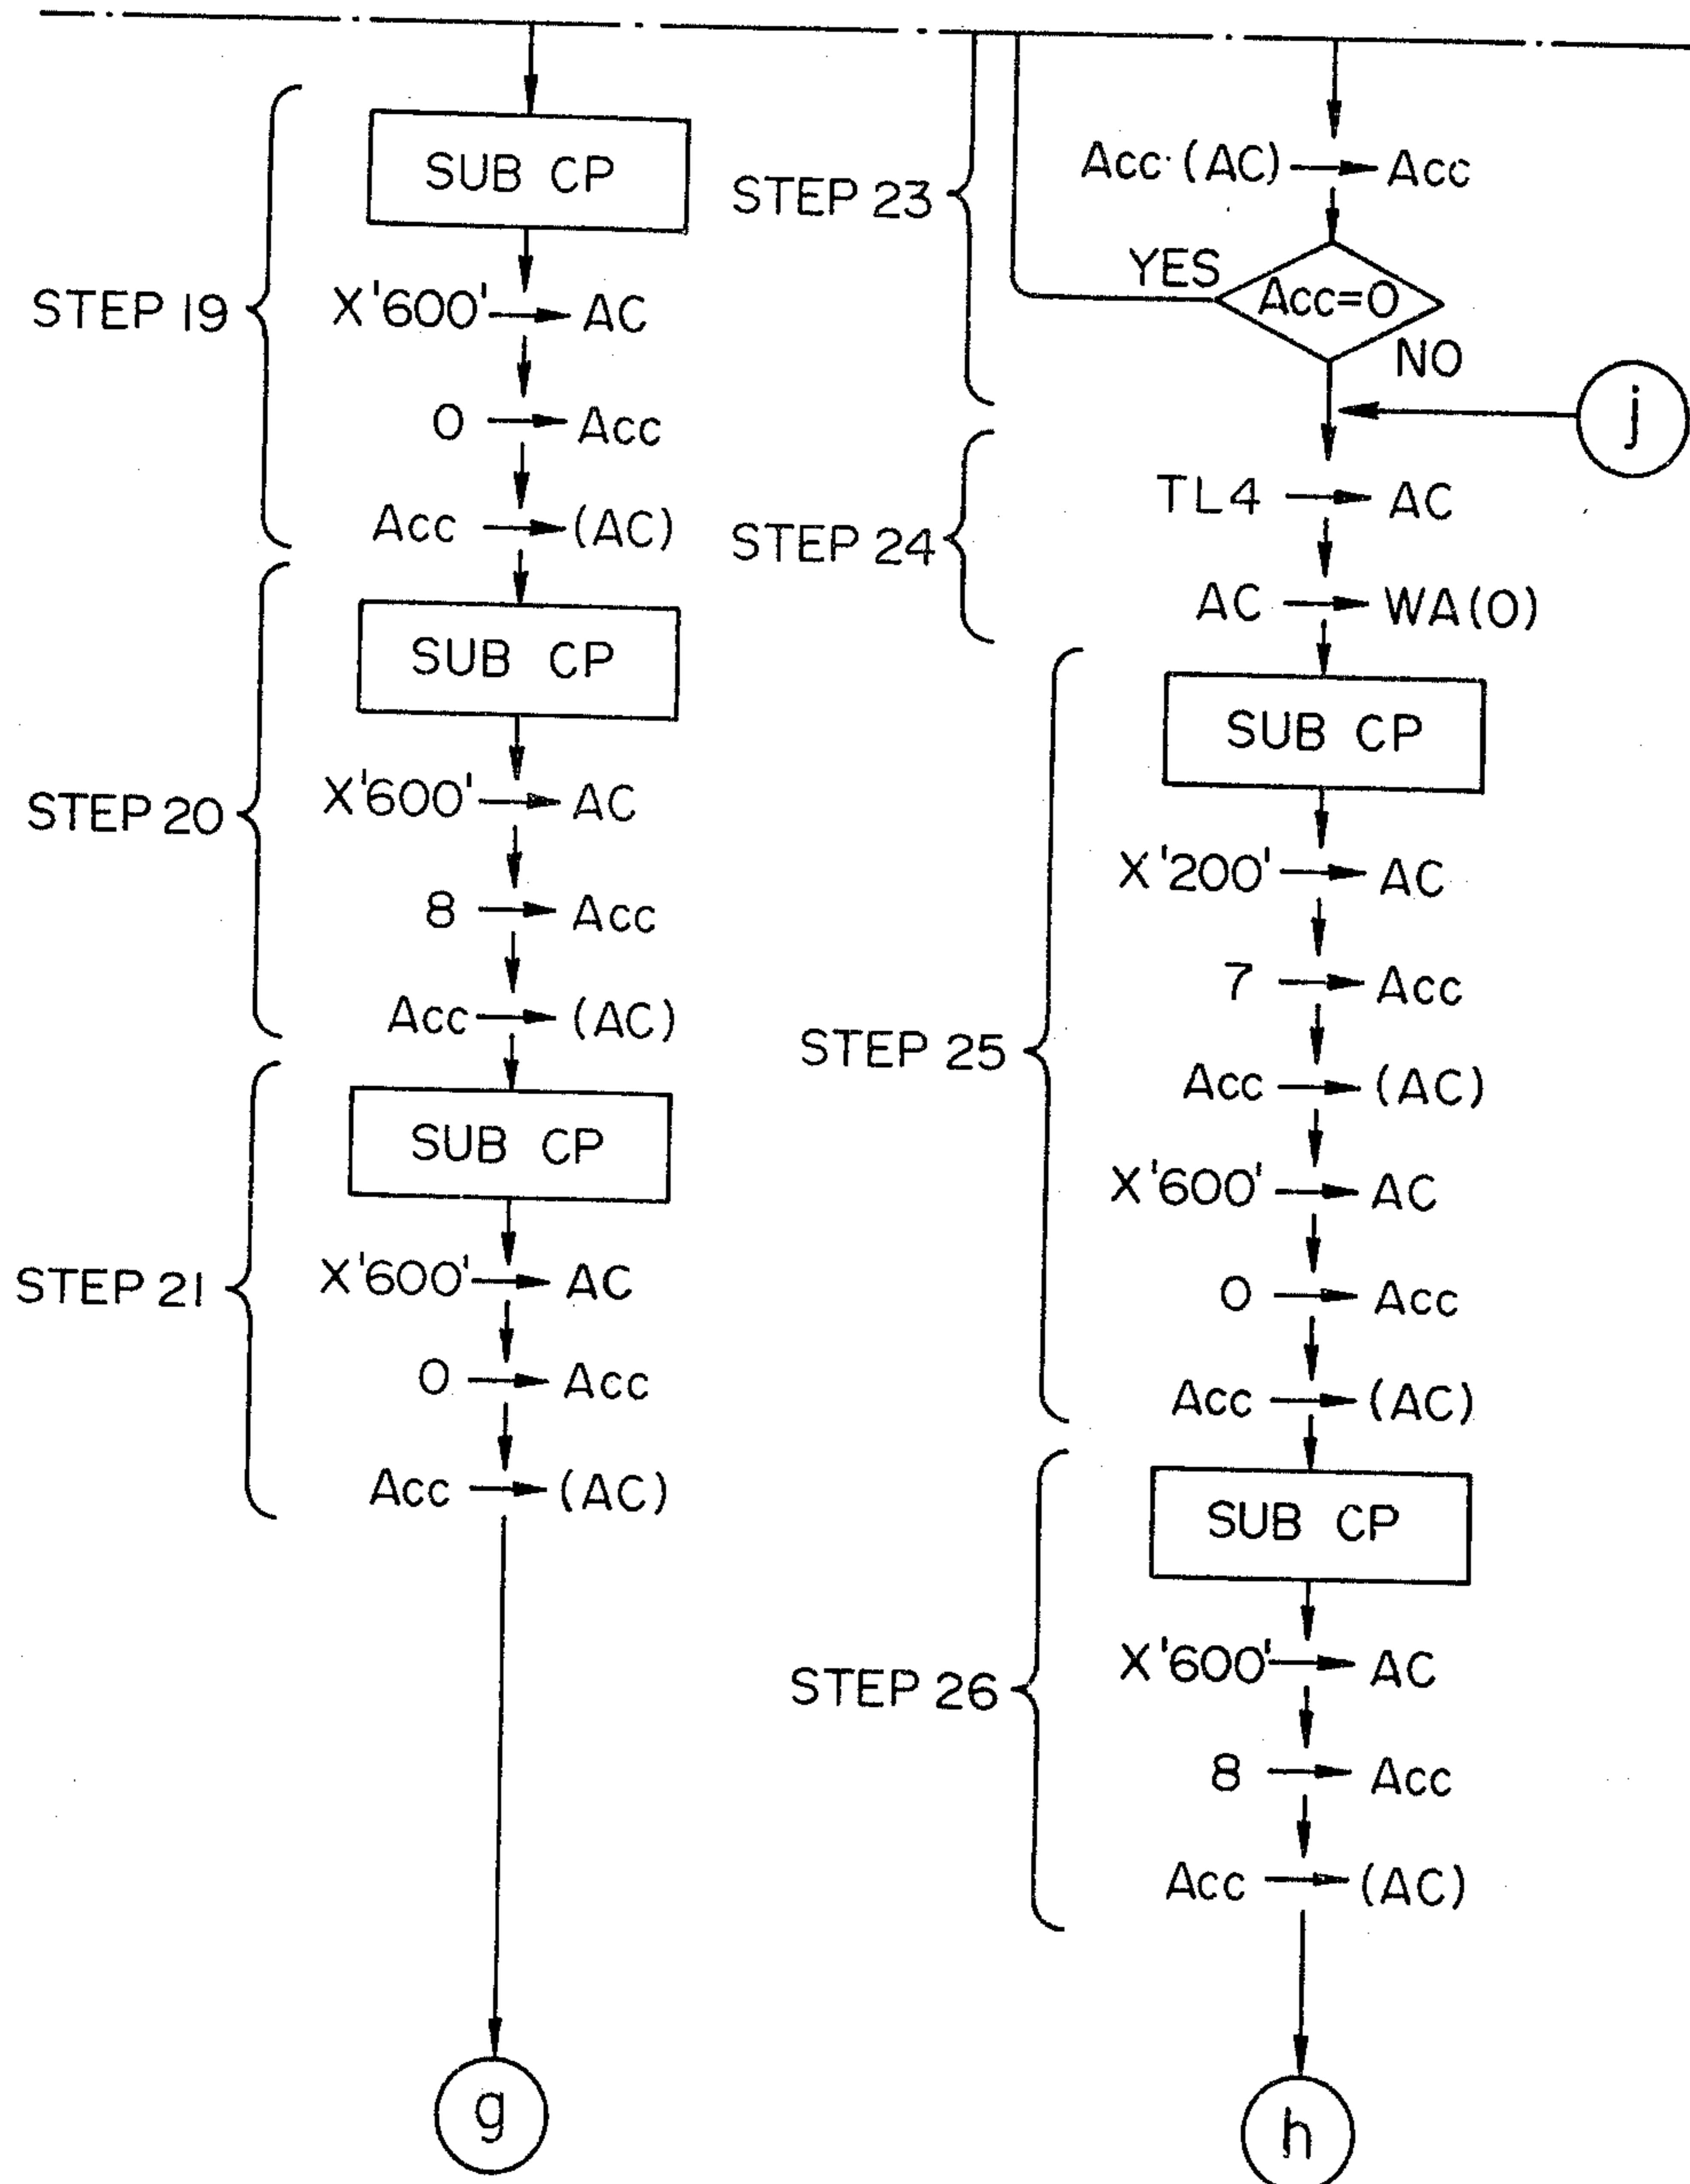 STEP 19
SUB CP
X'600' → AC
0 → Acc
Acc → (AC)
STEP 20
SUB CP
X'600' → AC
8 → Acc
Acc → (AC)
STEP 21
SUB CP
X'600' → AC
0 → Acc
Acc → (AC)
g
STEP 23
Acc·(AC) → Acc
YES
Acc=0
NO
j
STEP 24
TL4 → AC
AC → WA(0)
STEP 25
SUB CP
X'200' → AC
7 → Acc
Acc → (AC)
X'600' → AC
0 → Acc
Acc → (AC)
STEP 26
SUB CP
X'600' → AC
8 → Acc
Acc → (AC)
h